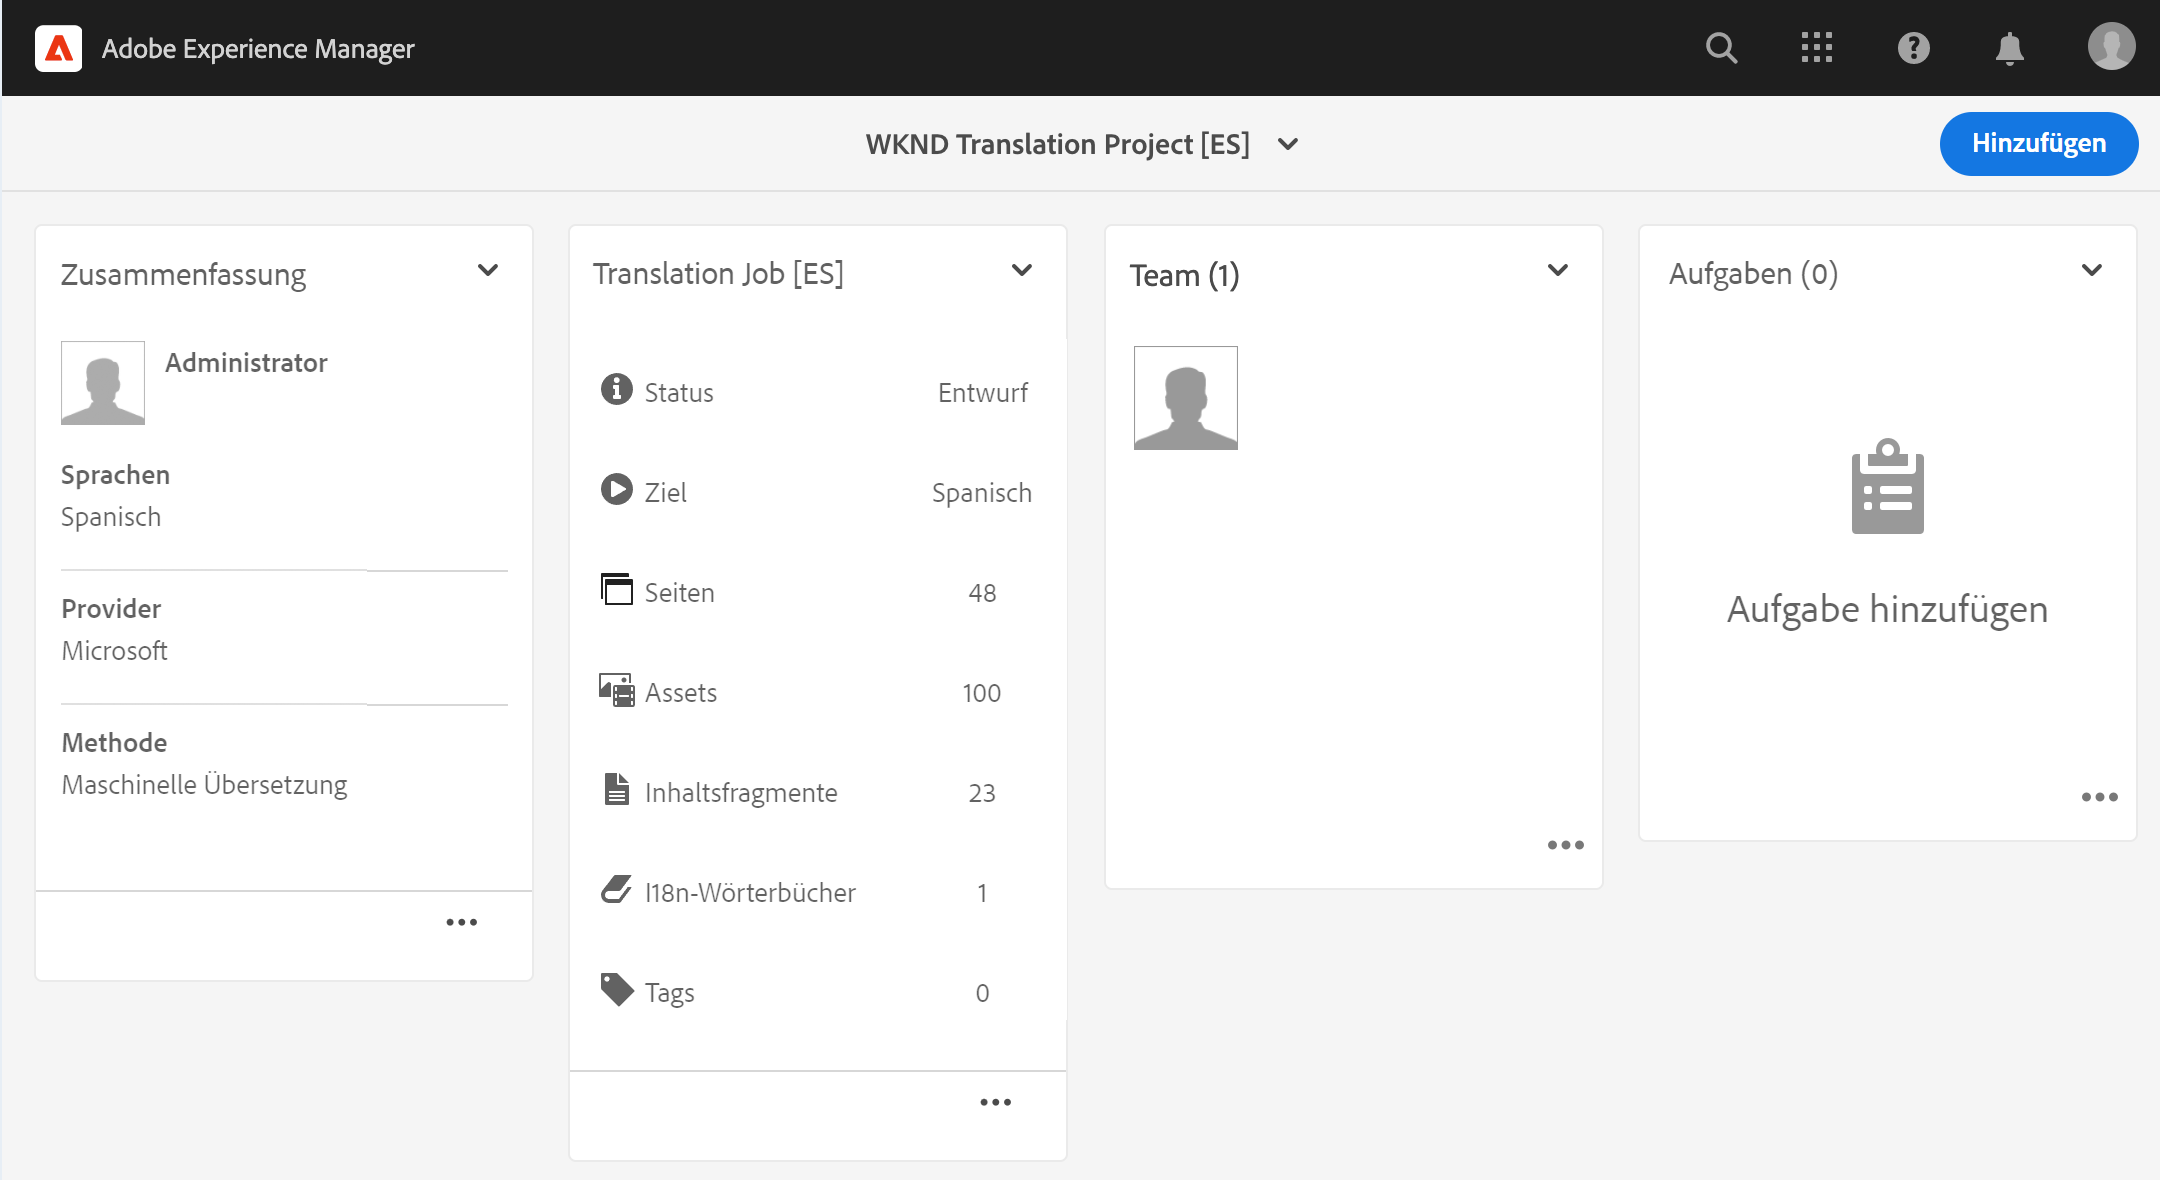 Adobe Experience Manager
WKND Translation Project [ES]
Hinzufügen
Zusammenfassung
Administrator
Sprachen
Spanisch
Provider
Microsoft
Methode
Maschinelle Übersetzung
Translation Job [ES]
Status Entwurf
Ziel Spanisch
Seiten 48
Assets 100
Inhaltsfragmente 23
I18n-Wörterbücher 1
Tags 0
Team (1)
Aufgaben (0)
Aufgabe hinzufügen